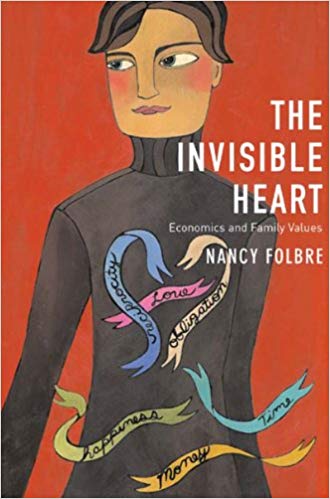 THE
INVISIBLE
HEART
Economics and Family Values
NANCY FOLBRE
reciprocity
Love
obligation
happiness
Time
Money